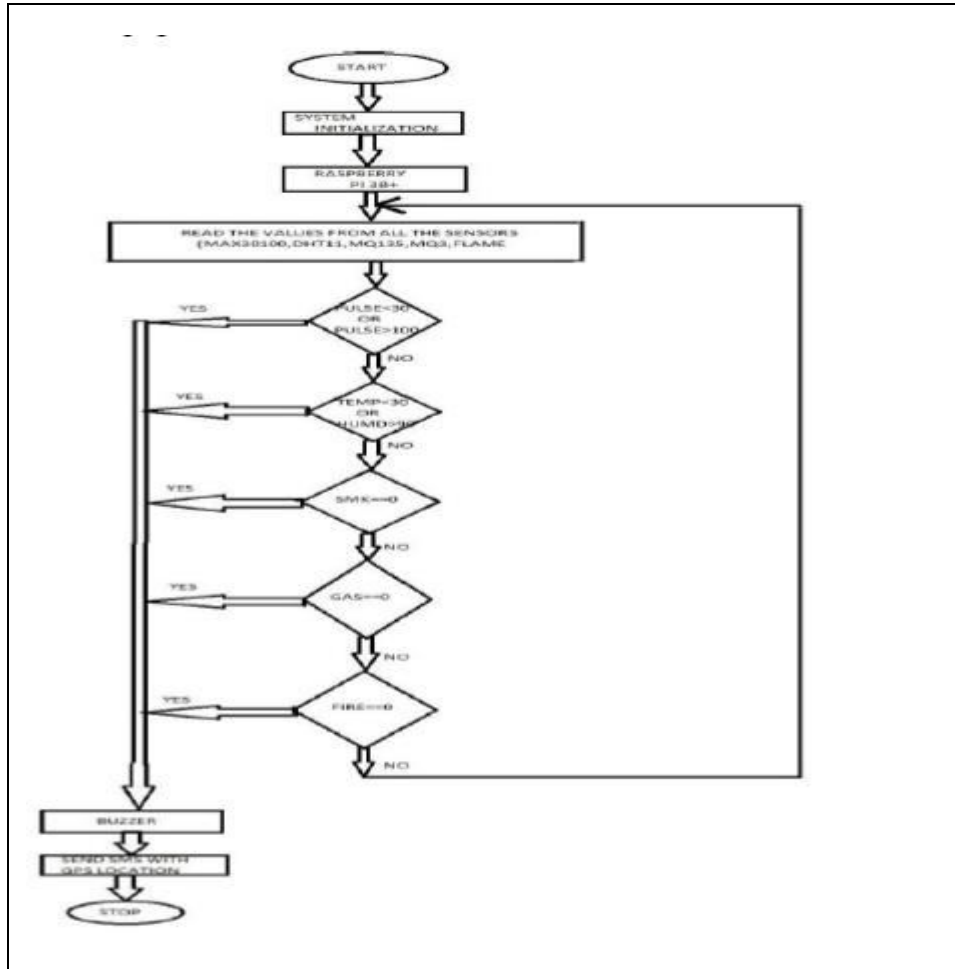 START
SYSTEM
INITIALIZATION
RASPBERRY
PI 3B+
READ THE VALUES FROM ALL THE SENSORS
(MAX30100,DHT11,MQ135,MQ3,FLAME
YES
PULSE<30
OR
PULSE>100
NO
YES
TEMP<30
OR
HUMD>90
NO
YES
SMK==0
NO
YES
GAS==0
NO
YES
FIRE==0
NO
BUZZER
SEND SMS WITH
GPS LOCATION
STOP